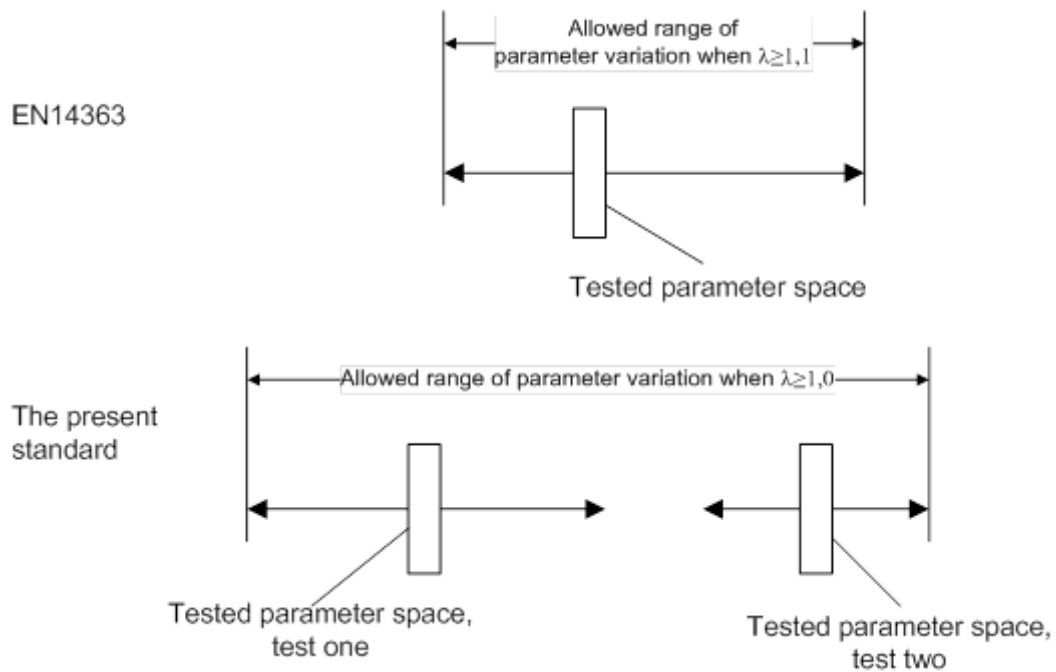 Allowed range of
parameter variation when λ≥1,1
EN14363
Tested parameter space
Allowed range of parameter variation when λ≥1,0
The present
standard
Tested parameter space,
test one
Tested parameter space,
test two